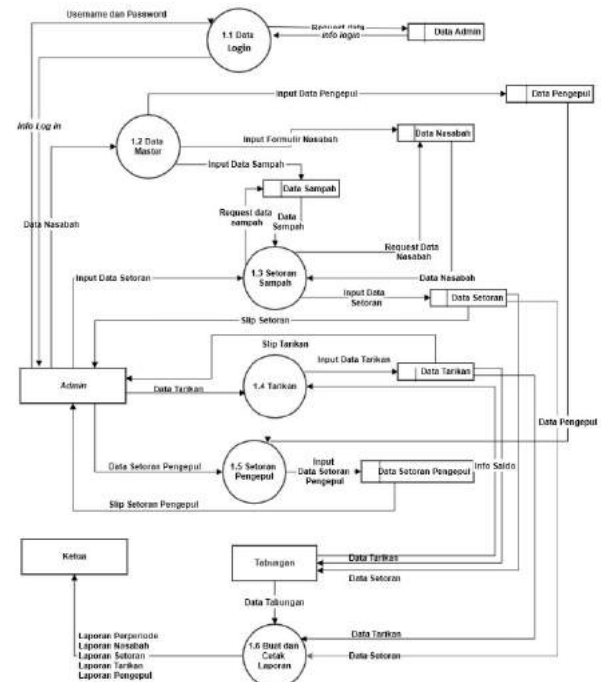 Username dan Password
1.1 Data
Login
Request data
Info login
Data Admin
Input Data Pengepul
Data Pengepul
Info Log in
1.2 Data
Master
Input Formulir Nasabah
Data Nasabah
Input Data Sampah
Data Sampah
Request data
sampah
Data
Sampah
Data Nasabah
Request Data
Nasabah
1.3 Setoran
Sampah
Input Data Setoran
Data Nasabah
Input Data
Setoran
Data Setoran
Slip Setoran
Slip Tarikan
Input Data Tarikan
Admin
Data Tarikan
1.4 Tarikan
Data Tarikan
Data Pengepul
Data Setoran Pengepul
1.5 Setoran
Pengepul
Input
Data Setoran
Pengepul
Data Setoran Pengepul
Info Saldo
Slip Setoran Pengepul
Ketua
Tabungan
Data Tarikan
Data Setoran
Data Tabungan
Laporan Perperiode
Laporan Nasabah
Laporan Setoran
Laporan Tarikan
Laporan Pengepul
1.6 Buat dan
Cetak
Laporan
Data Tarikan
Data Setoran